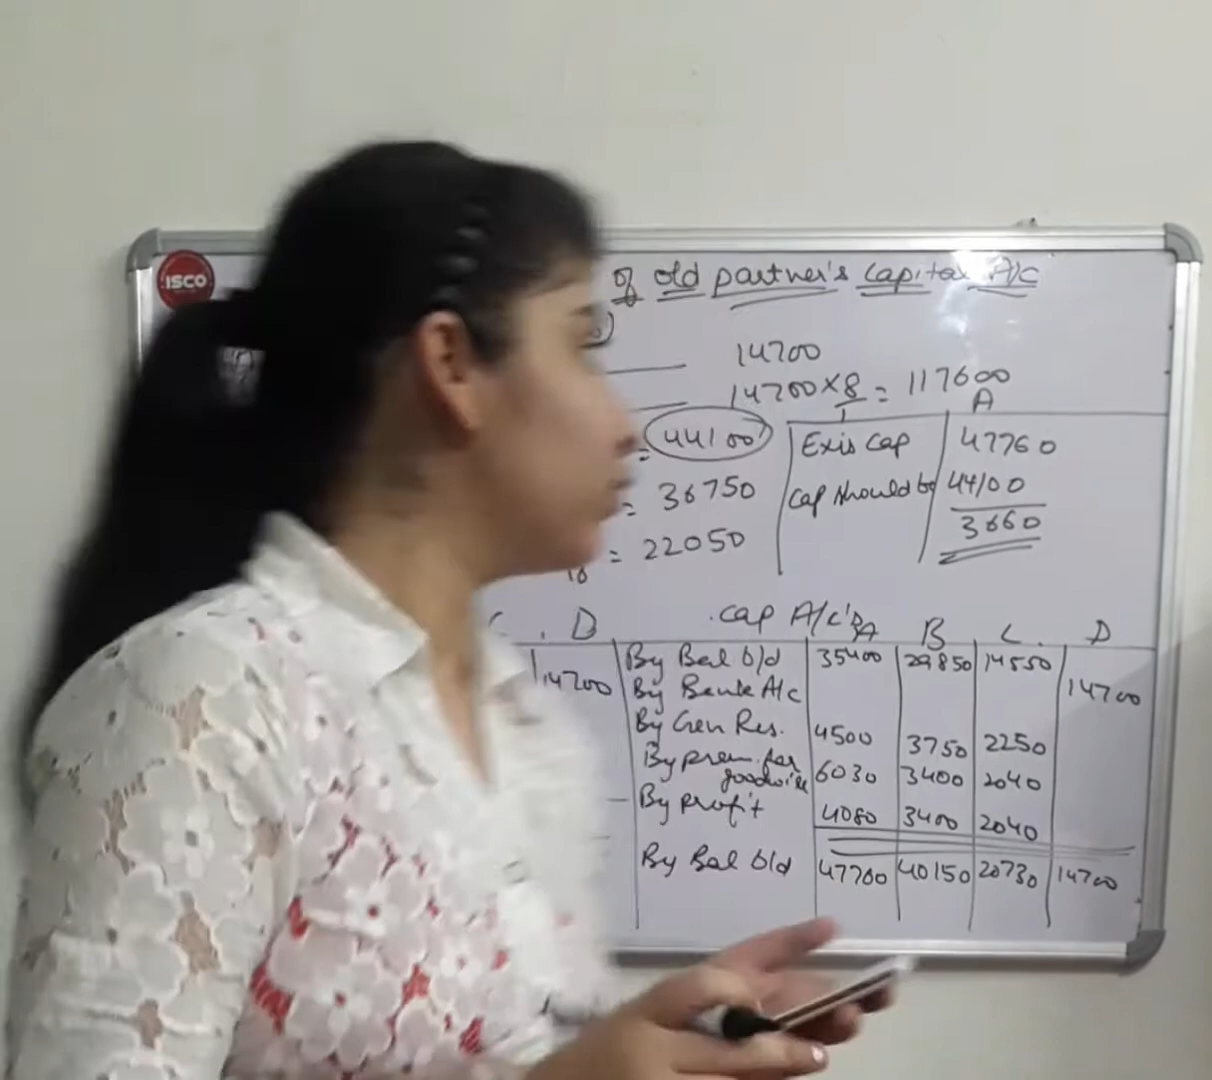 ISCO
of old partner's Capital A/C
14700
14700 × 8/1 = 117600
A
= 44100
Exis Cap 47760
= 36750
Cap should be 44100
3660
= 22050
D
Cap A/C's A B C D
By Bal b/d 35400 29850 14550
14700 By Bank A/c 14700
By Gen Res. 4500 3750 2250
By prem. for goodwill 6030 3400 2040
By profit 4080 3400 2040
By Bal b/d 47700 40150 20730 14700